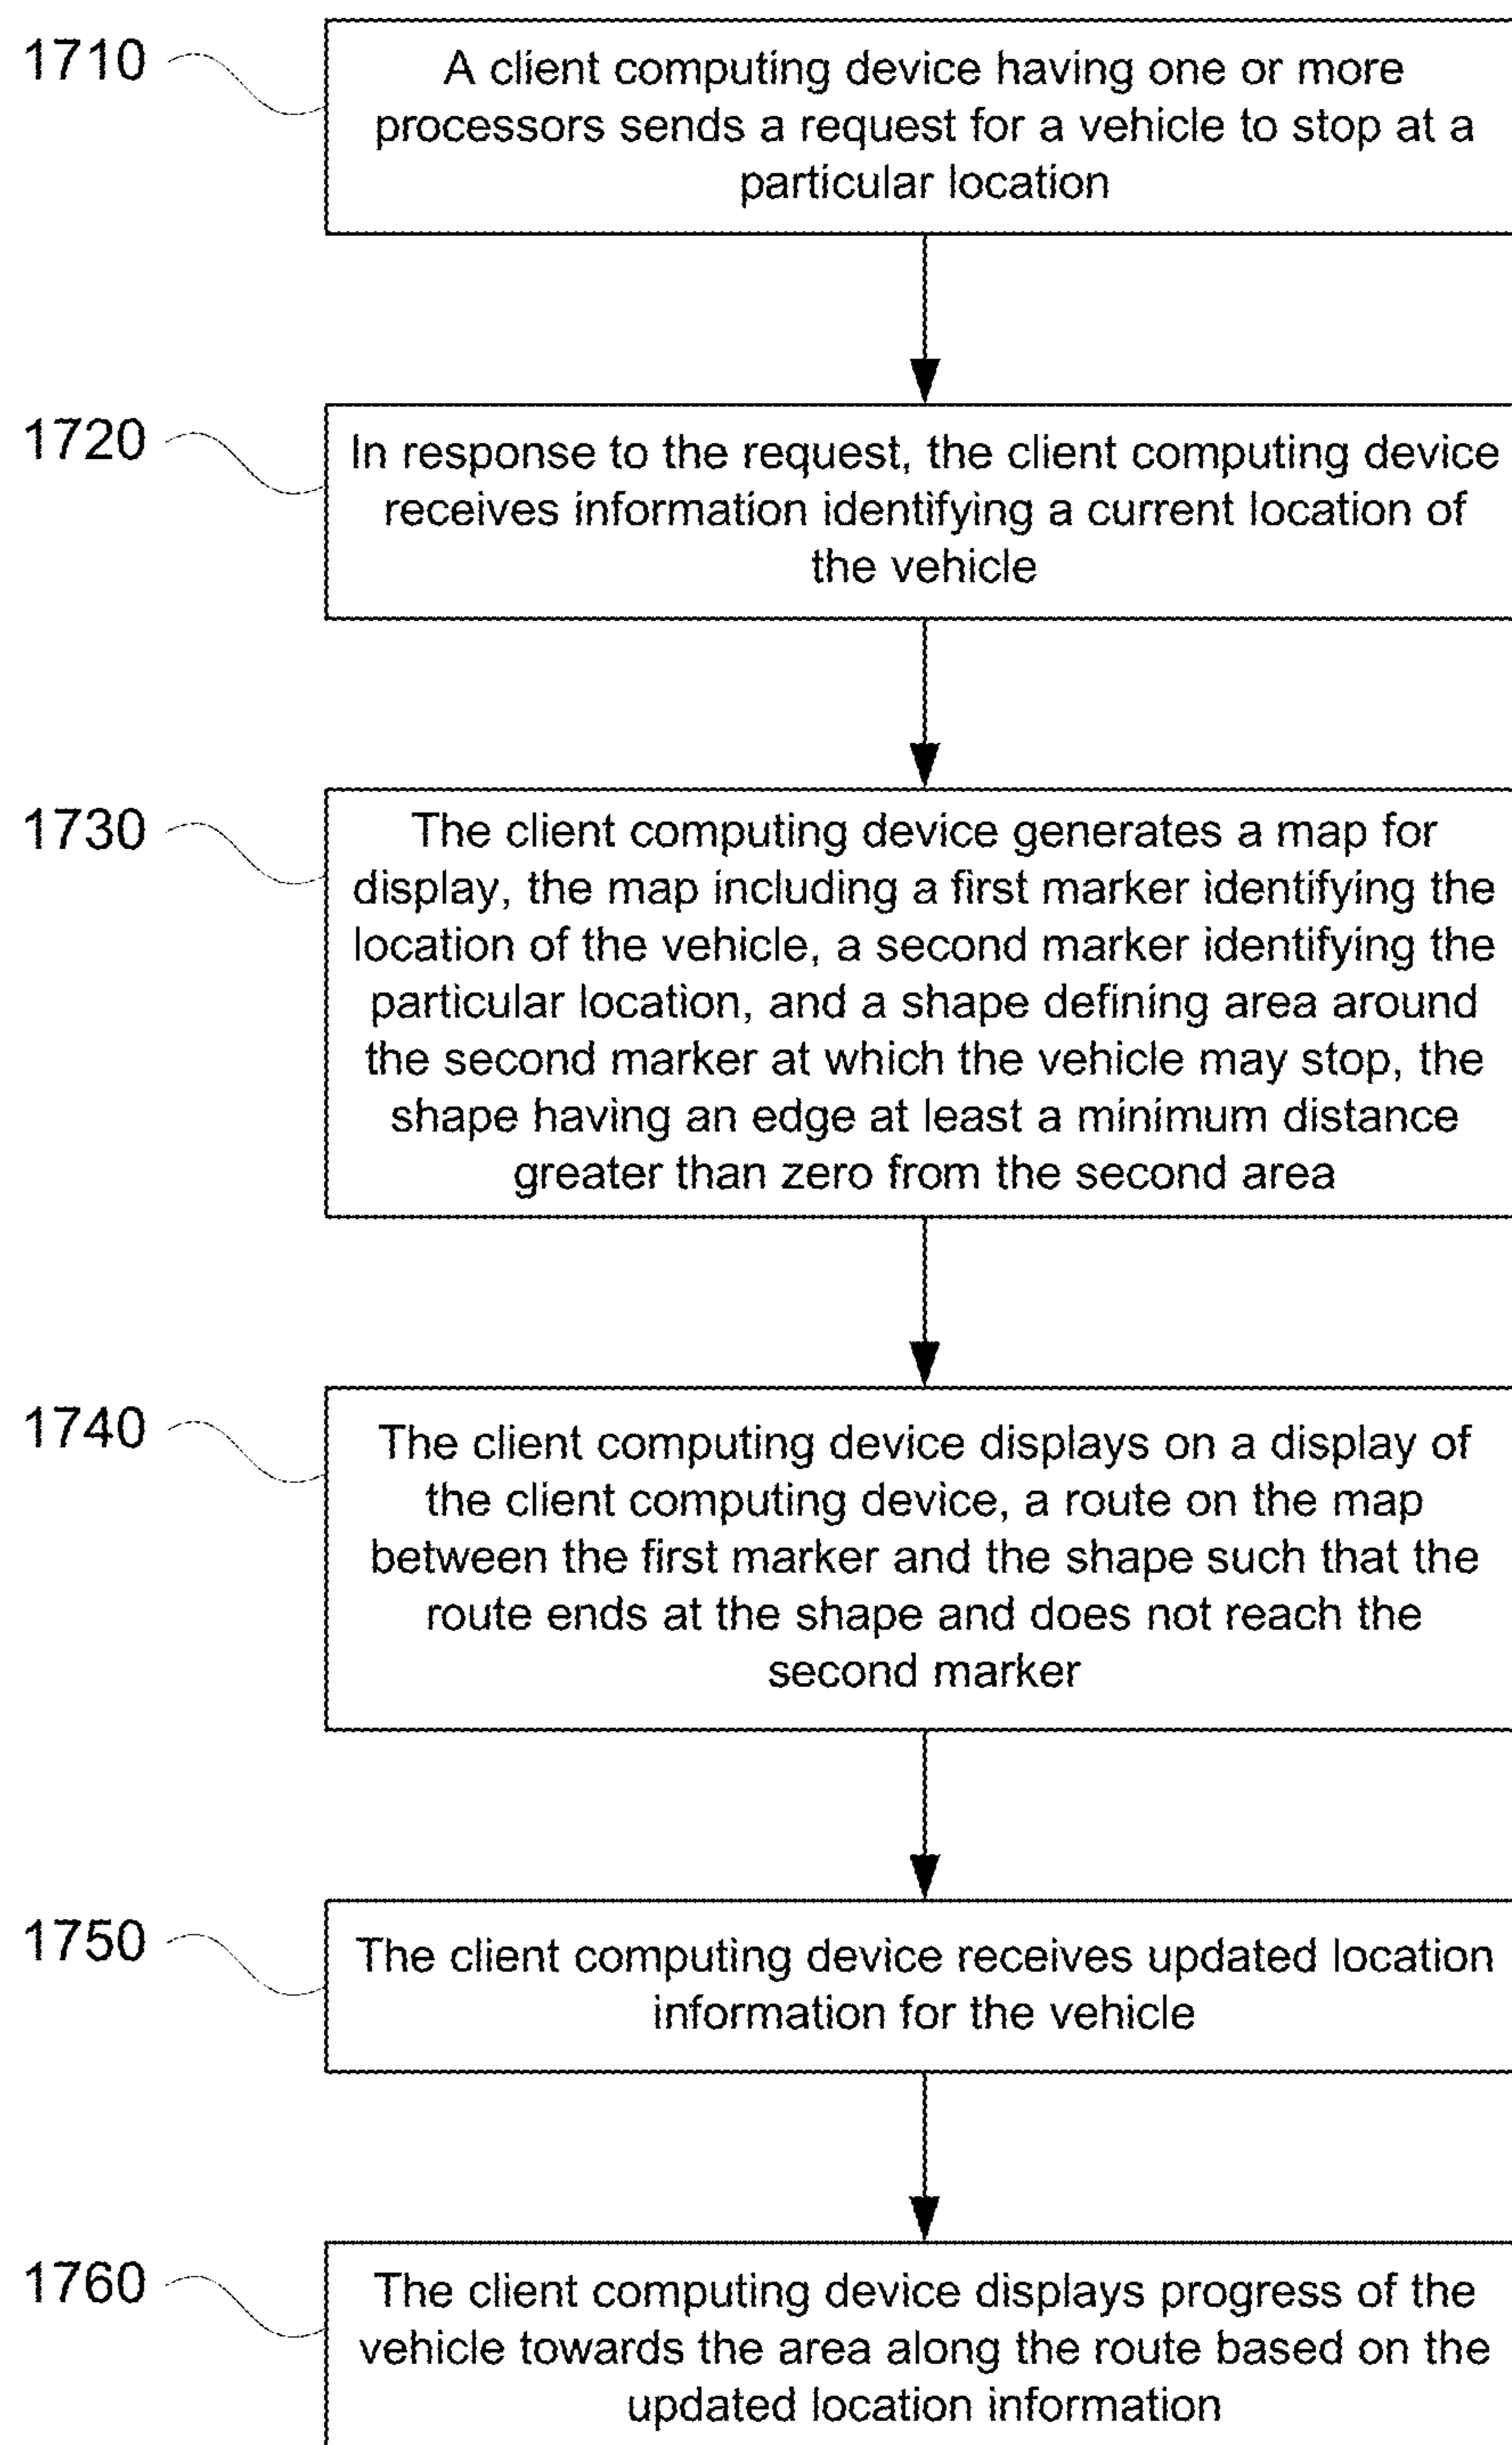 1710
A client computing device having one or more
processors sends a request for a vehicle to stop at a
particular location
1720
In response to the request, the client computing device
receives information identifying a current location of
the vehicle
1730
The client computing device generates a map for
display, the map including a first marker identifying the
location of the vehicle, a second marker identifying the
particular location, and a shape defining area around
the second marker at which the vehicle may stop, the
shape having an edge at least a minimum distance
greater than zero from the second area
1740
The client computing device displays on a display of
the client computing device, a route on the map
between the first marker and the shape such that the
route ends at the shape and does not reach the
second marker
1750
The client computing device receives updated location
information for the vehicle
1760
The client computing device displays progress of the
vehicle towards the area along the route based on the
updated location information